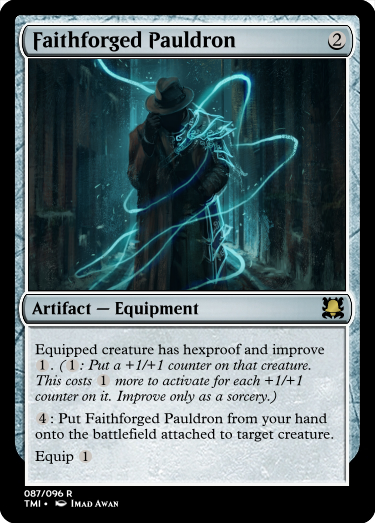 Faithforged Pauldron 2
Artifact — Equipment
Equipped creature has hexproof and improve
1. (1: Put a +1/+1 counter on that creature.
This costs 1 more to activate for each +1/+1
counter on it. Improve only as a sorcery.)
4: Put Faithforged Pauldron from your hand
onto the battlefield attached to target creature.
Equip 1
087/096 R
TMI • Imad Awan